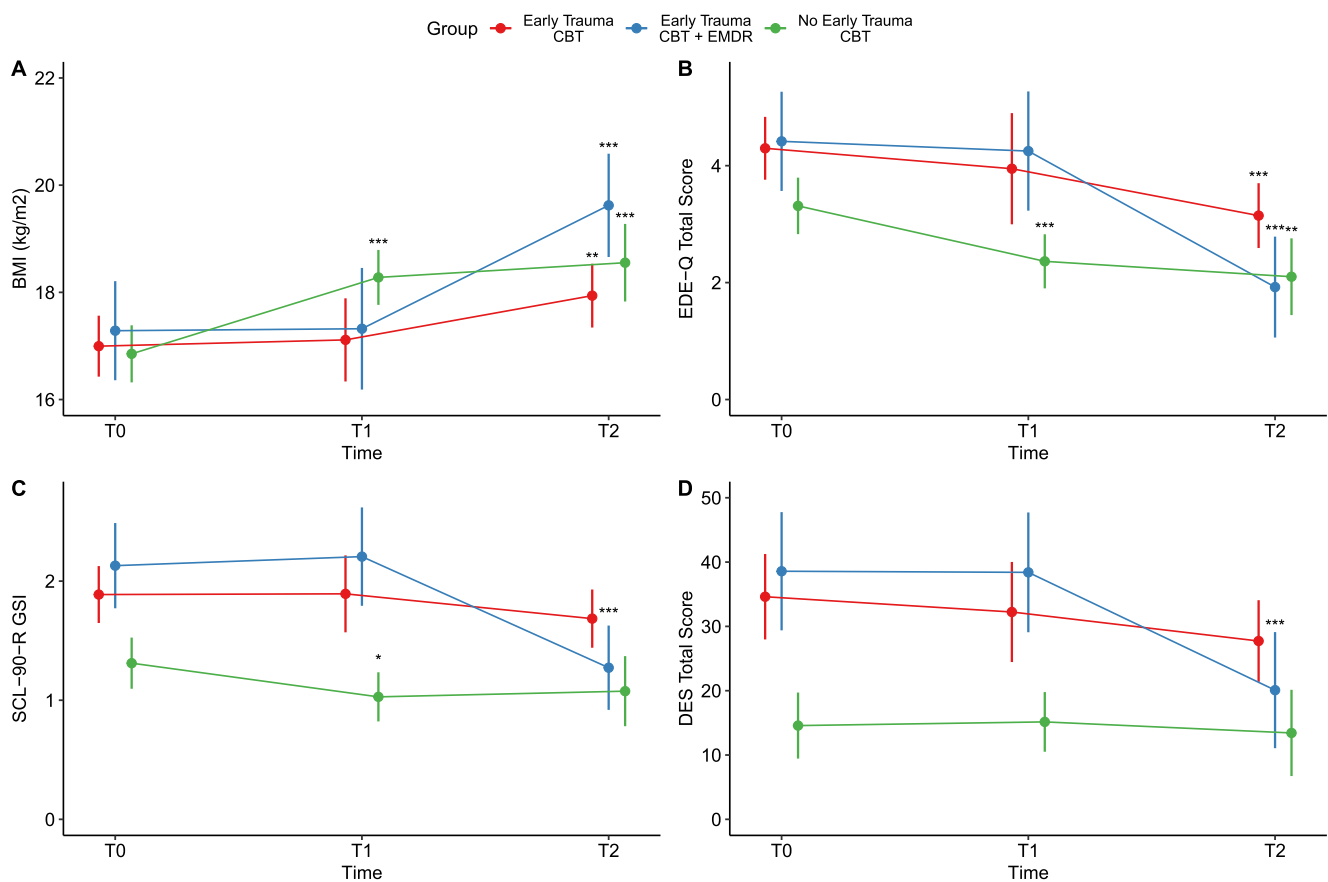 Group
Early Trauma
CBT
Early Trauma
CBT + EMDR
No Early Trauma
CBT
A
BMI (kg/m2)
22
20
18
16
***
***
***
**
T0
T1
T2
Time
B
EDE−Q Total Score
4
2
0
***
***
***
**
T0
T1
T2
Time
C
SCL−90−R GSI
2
1
0
*
***
T0
T1
T2
Time
D
DES Total Score
50
40
30
20
10
0
***
T0
T1
T2
Time